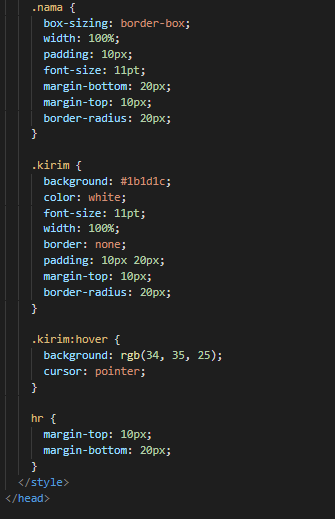 .nama {
box-sizing: border-box;
width: 100%;
padding: 10px;
font-size: 11pt;
margin-bottom: 20px;
margin-top: 10px;
border-radius: 20px;
}
.kirim {
background: #1b1d1c;
color: white;
font-size: 11pt;
width: 100%;
border: none;
padding: 10px 20px;
margin-top: 10px;
border-radius: 20px;
}
.kirim:hover {
background: rgb(34, 35, 25);
cursor: pointer;
}
hr {
margin-top: 10px;
margin-bottom: 20px;
}
</style>
</head>